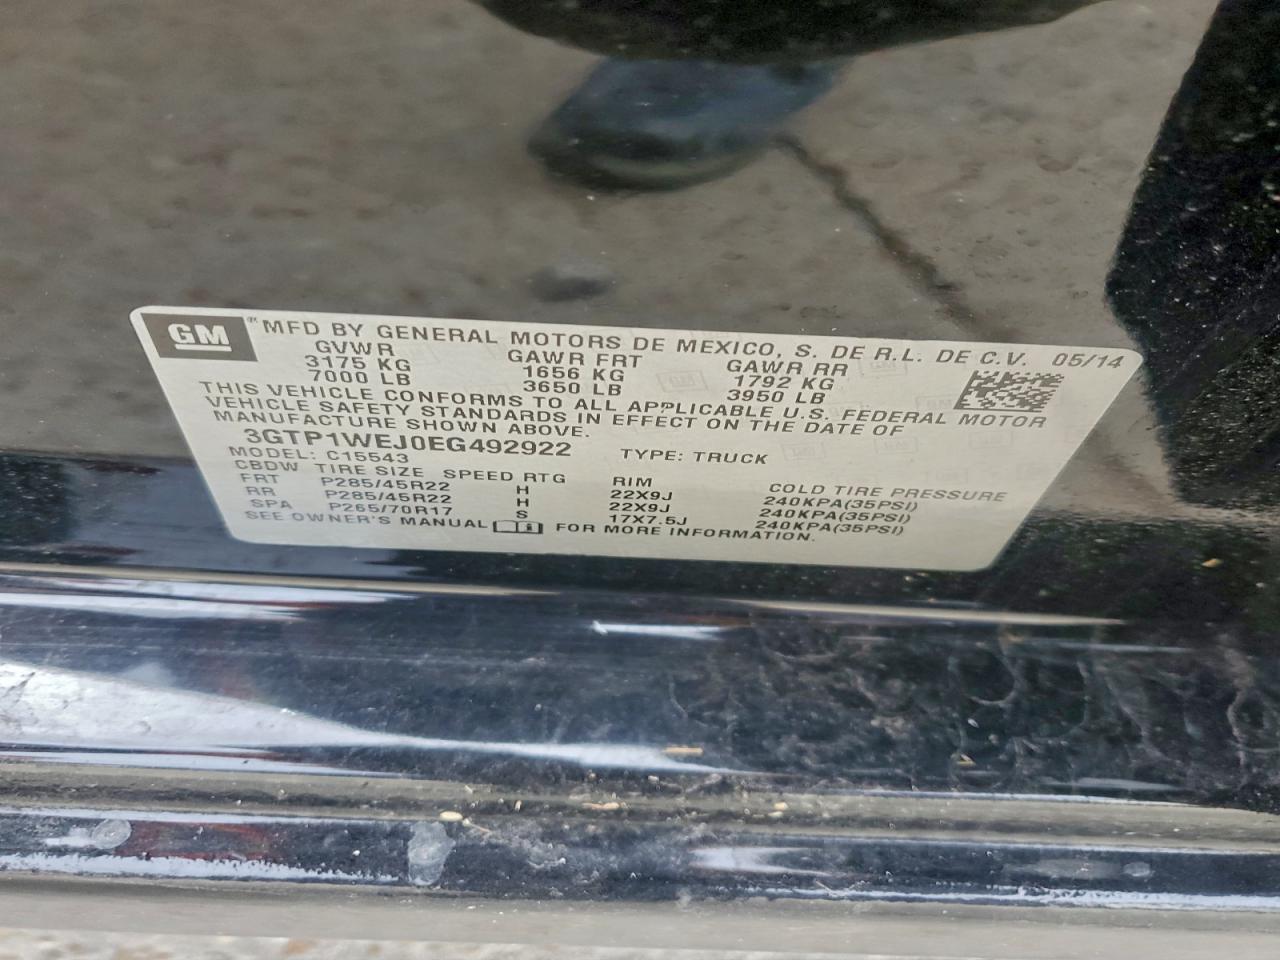 GM® MFD BY GENERAL MOTORS DE MEXICO, S. DE R.L. DE C.V. 05/14
GVWR GAWR FRT GAWR RR
3175 KG 1656 KG 1792 KG
7000 LB 3650 LB 3950 LB
THIS VEHICLE CONFORMS TO ALL APPLICABLE U.S. FEDERAL MOTOR
VEHICLE SAFETY STANDARDS IN EFFECT ON THE DATE OF
MANUFACTURE SHOWN ABOVE.
3GTP1WEJ0EG492922 TYPE: TRUCK
MODEL: C15543
CBDW TIRE SIZE SPEED RTG RIM COLD TIRE PRESSURE
FRT P285/45R22 H 22X9J 240KPA(35PSI)
RR P285/45R22 H 22X9J 240KPA(35PSI)
SPA P265/70R17 S 17X7.5J 240KPA(35PSI)
SEE OWNER'S MANUAL FOR MORE INFORMATION.